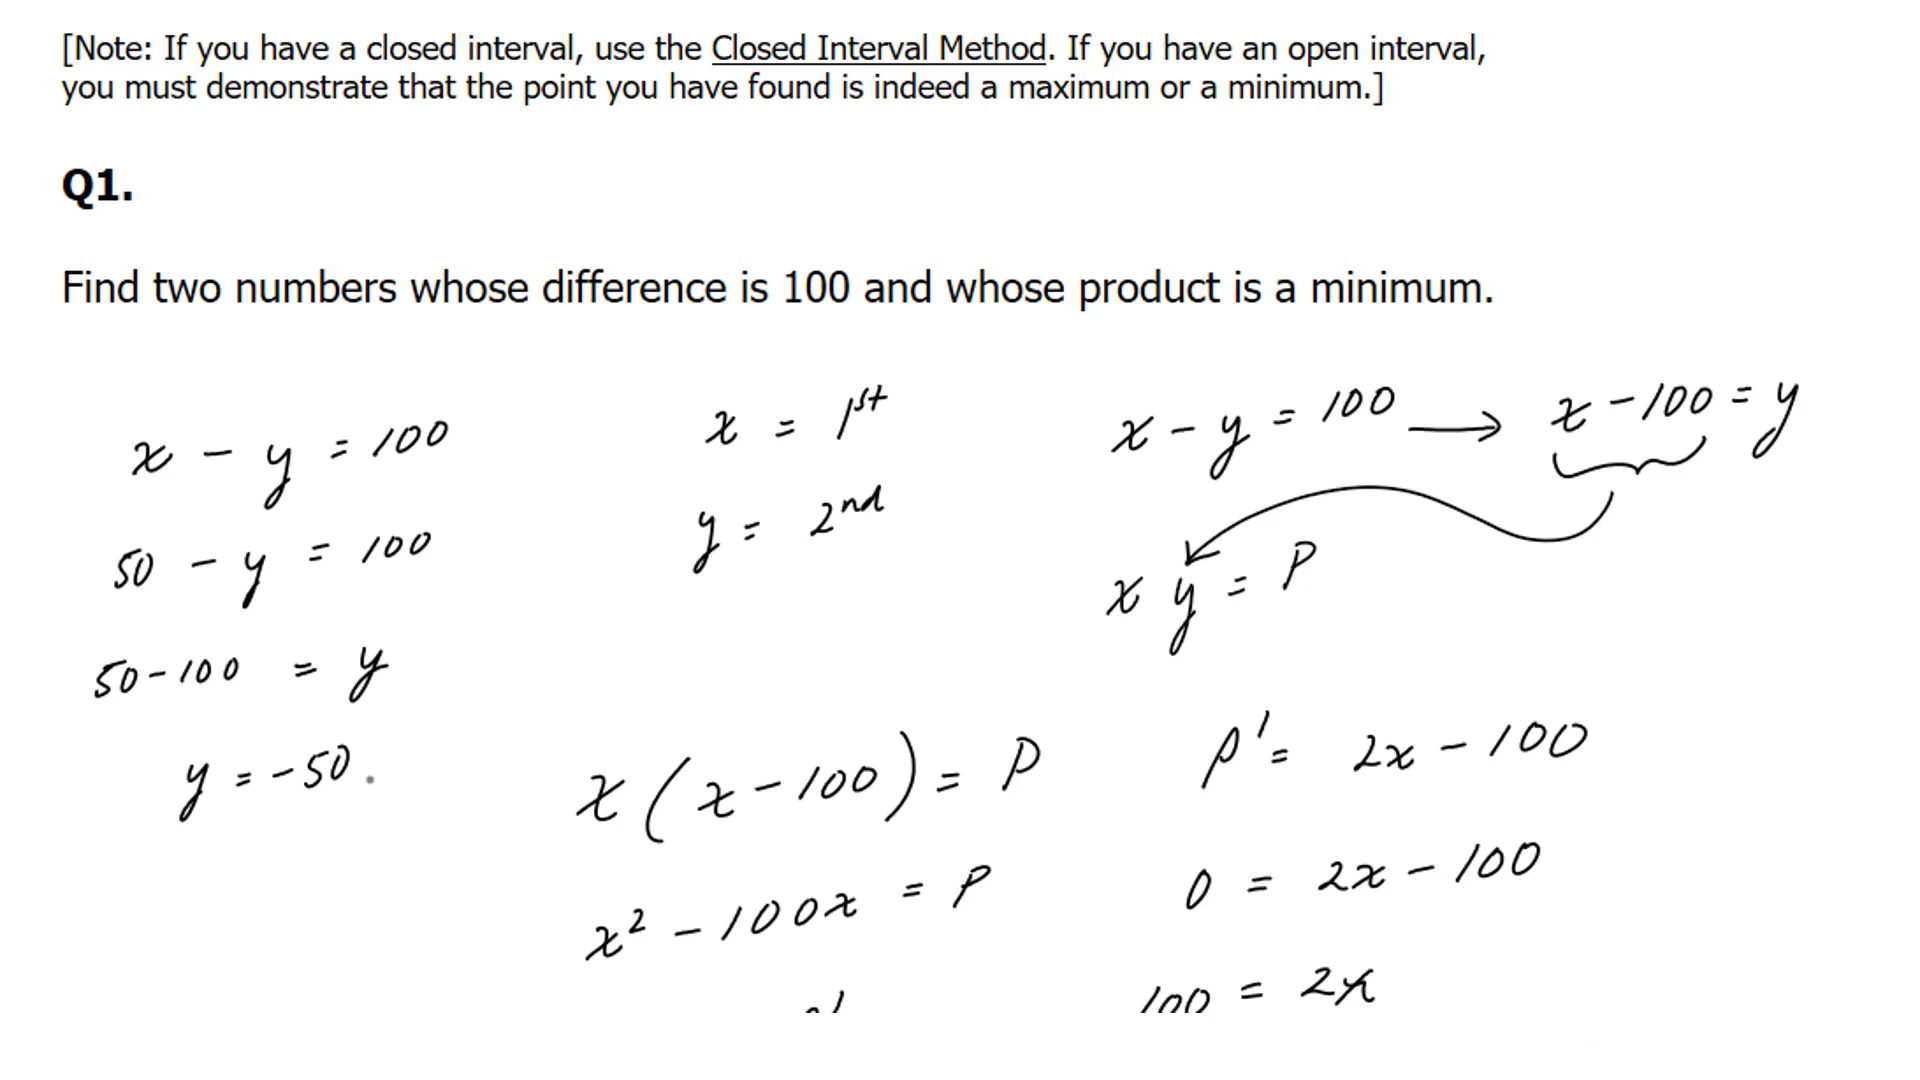 [Note: If you have a closed interval, use the Closed Interval Method. If you have an open interval,
you must demonstrate that the point you have found is indeed a maximum or a minimum.]
Q1.
Find two numbers whose difference is 100 and whose product is a minimum.
x - y = 100
50 - y = 100
50 - 100 = y
y = -50.
x = 1st
y = 2nd
x - y = 100 → x - 100 = y
x y = P
x(x - 100) = P
x² - 100x = P
P' = 2x - 100
0 = 2x - 100
100 = 2x